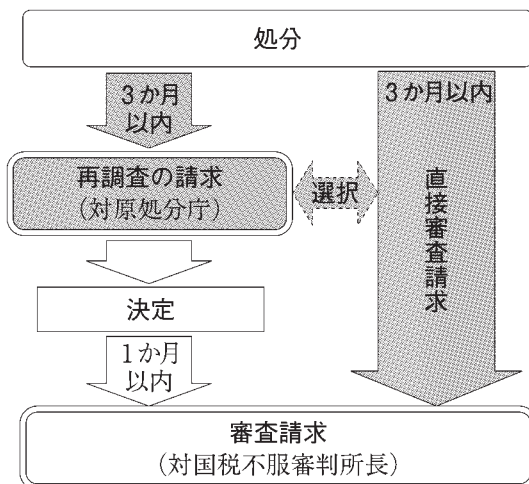 処分
3か月
以内
3か月以内
再調査の請求
(対原処分庁)
選択
直接審査請求
決定
1か月
以内
審査請求
(対国税不服審判所長)